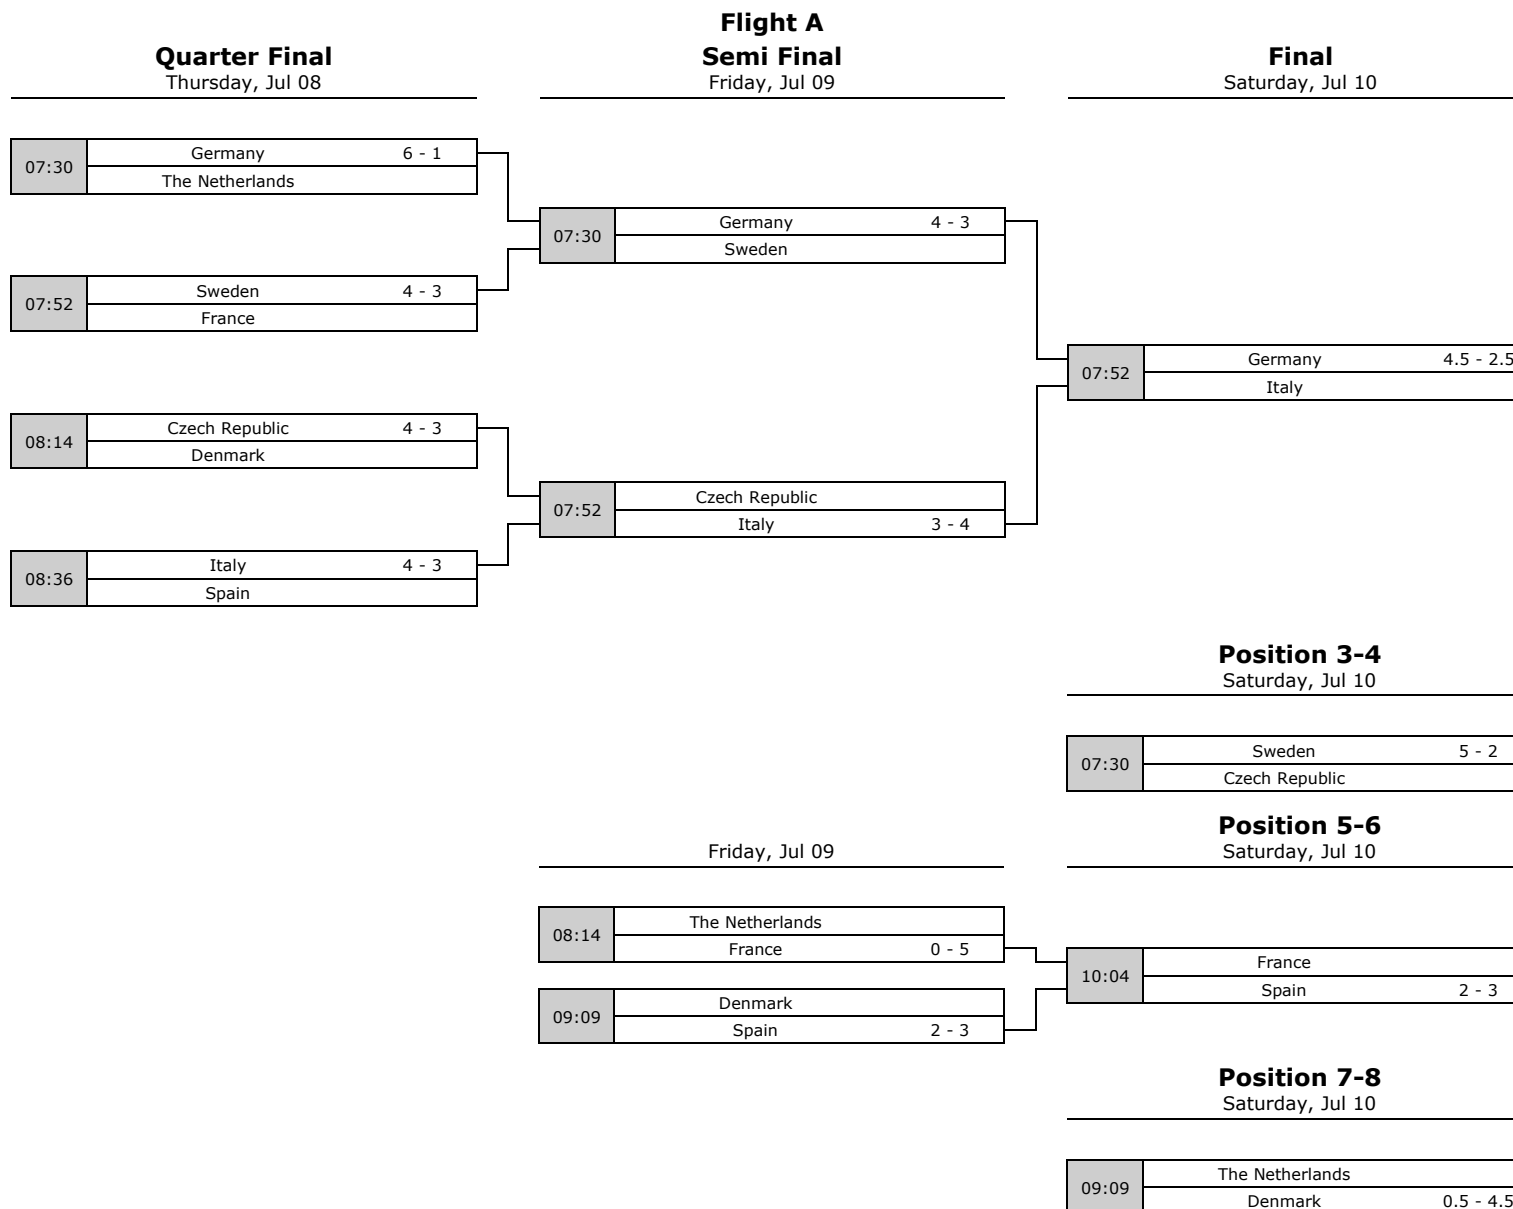 Flight A
Quarter Final Semi Final Final
Thursday, Jul 08 Friday, Jul 09 Saturday, Jul 10
07:30 Germany 6 - 1
The Netherlands
07:30 Germany 4 - 3
Sweden
07:52 Sweden 4 - 3
France
07:52 Germany 4.5 - 2.5
Italy
08:14 Czech Republic 4 - 3
Denmark
07:52 Czech Republic
Italy 3 - 4
08:36 Italy 4 - 3
Spain
Position 3-4
Saturday, Jul 10
07:30 Sweden 5 - 2
Czech Republic
Position 5-6
Friday, Jul 09 Saturday, Jul 10
08:14 The Netherlands
France 0 - 5
10:04 France
Spain 2 - 3
09:09 Denmark
Spain 2 - 3
Position 7-8
Saturday, Jul 10
09:09 The Netherlands
Denmark 0.5 - 4.5